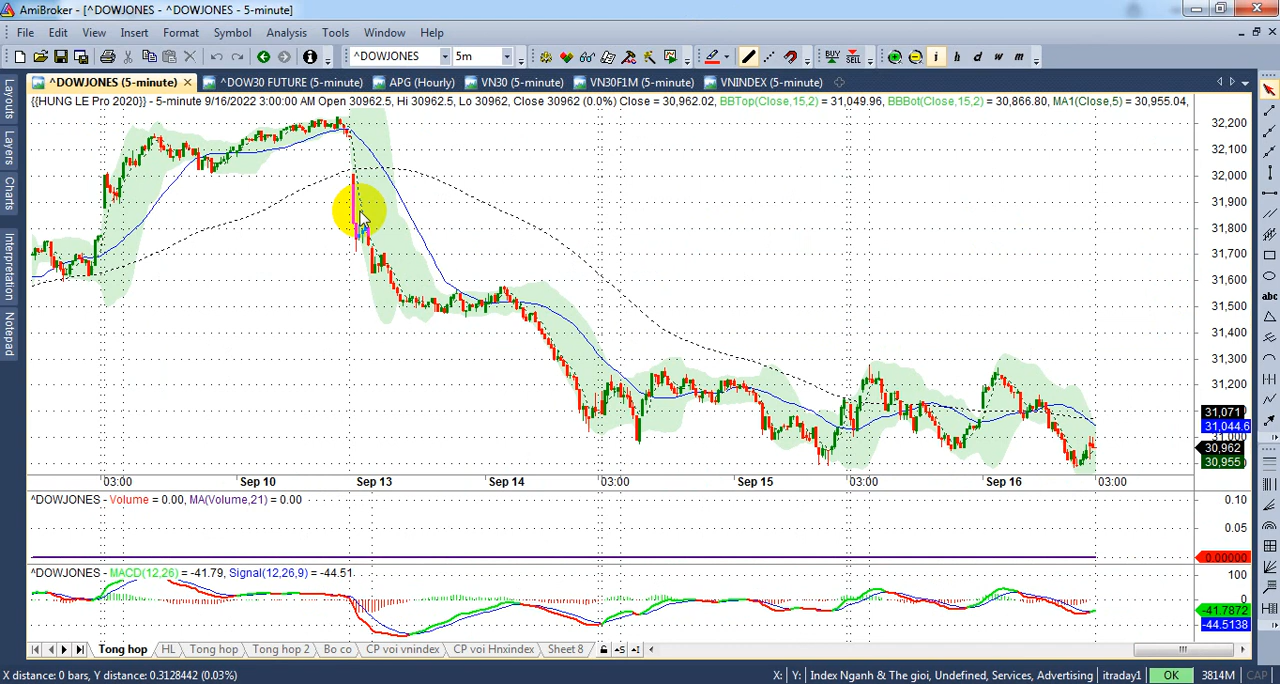 AmiBroker - [^DOWJONES - ^DOWJONES - 5-minute]
File Edit View Insert Format Symbol Analysis Tools Window Help
^DOWJONES 5m BUY SELL i h d w m
^DOWJONES (5-minute) ^DOW30 FUTURE (5-minute) APG (Hourly) VN30 (5-minute) VN30F1M (5-minute) VNINDEX (5-minute)
{{HUNG LE Pro 2020}} - 5-minute 9/16/2022 3:00:00 AM Open 30962.5, Hi 30962.5, Lo 30962, Close 30962 (0.0%) Close = 30,962.02, BBTop(Close,15,2) = 31,049.96, BBBot(Close,15,2) = 30,866.80, MA1(Close,5) = 30,955.04,
Layouts
Layers
Charts
Interpretation
Notepad
32,200
32,100
32,000
31,900
31,800
31,700
31,600
31,500
31,400
31,300
31,200
31,071
31,044.6
31,000
30,962
30,955
abc
03:00 Sep 10 Sep 13 Sep 14 03:00 Sep 15 03:00 Sep 16 03:00
^DOWJONES - Volume = 0.00, MA(Volume,21) = 0.00
0.10
0.05
0.00000
^DOWJONES - MACD(12,26) = -41.79, Signal(12,26,9) = -44.51
100
0
-41.7872
-44.5138
Tong hop HL Tong hop Tong hop 2 Bo co CP voi vnindex CP voi Hnxindex Sheet 8
X distance: 0 bars, Y distance: 0.3128442 (0.03%) X: Y: Index Nganh & The gioi, Undefined, Services, Advertising itraday1 OK 3814M CAP